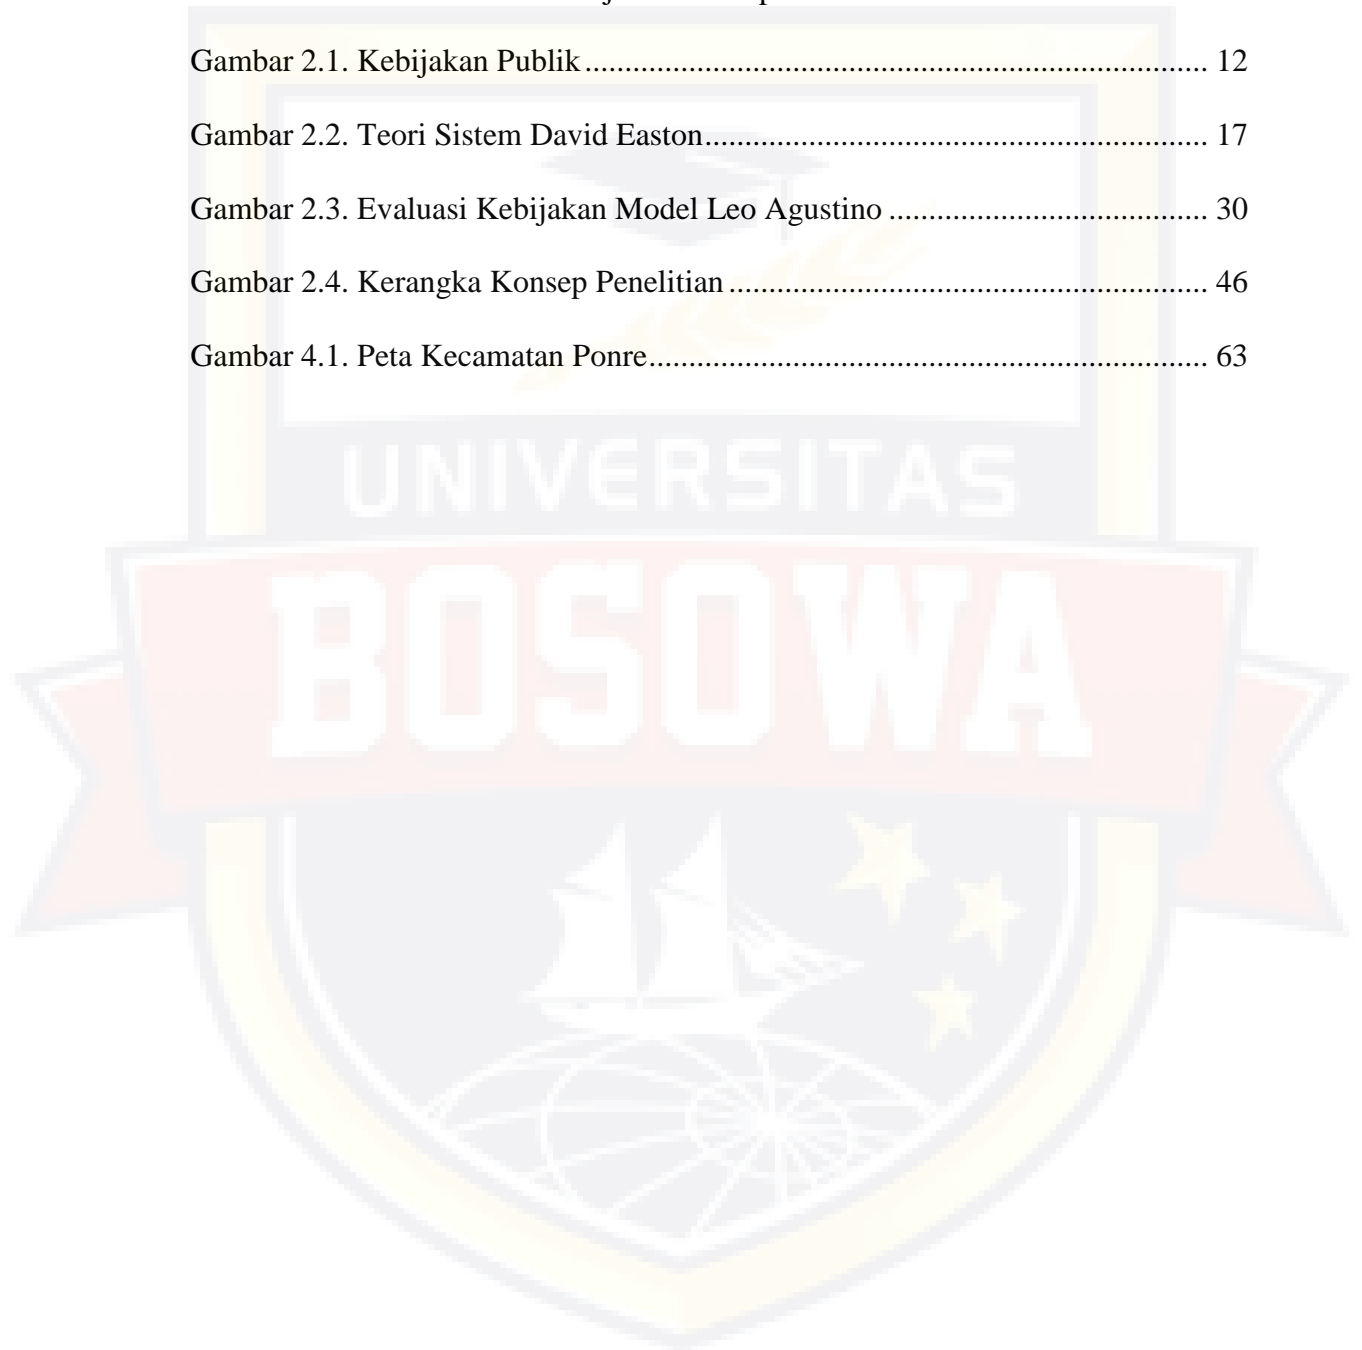 Gambar 2.1. Kebijakan Publik .............................................................................. 12
Gambar 2.2. Teori Sistem David Easton............................................................... 17
Gambar 2.3. Evaluasi Kebijakan Model Leo Agustino ........................................ 30
Gambar 2.4. Kerangka Konsep Penelitian ............................................................ 46
Gambar 4.1. Peta Kecamatan Ponre...................................................................... 63
UNIVERSITAS
BOSOWA